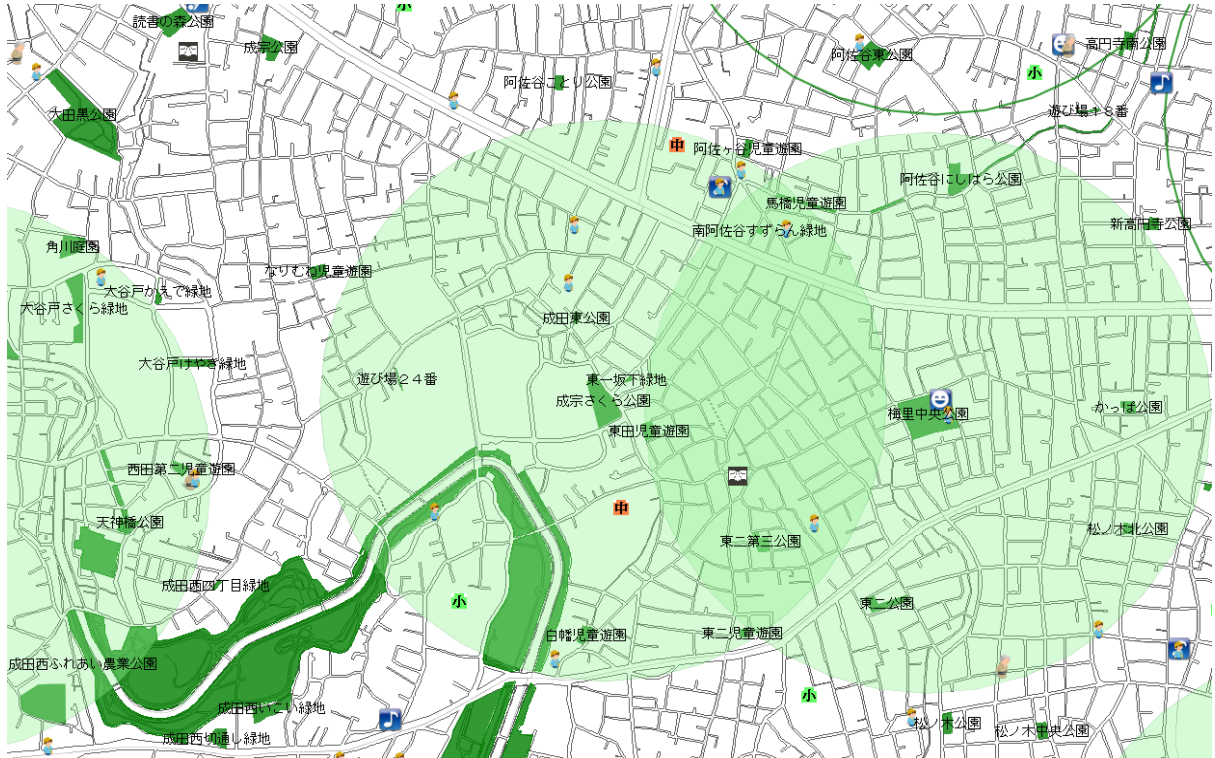 小
読書の森公園
成宗公園
阿佐谷東公園
高円寺南公園
小
阿佐谷ことり公園
大田黒公園
遊び場18番
中
阿佐ヶ谷児童遊園
阿佐谷にしはら公園
馬橋児童遊園
南阿佐谷すずらん緑地
新高円寺公園
角川庭園
なりむね児童遊園
大谷戸かえで緑地
大谷戸さくら緑地
成田東公園
大谷戸けやき緑地
遊び場24番
東一坂下緑地
成宗さくら公園
梅里中央公園
かっぱ公園
東田児童遊園
西田第二児童遊園
中
天神橋公園
東二第三公園
松ノ木北公園
成田西四丁目緑地
小
東二公園
白幡児童遊園
東二児童遊園
成田西ふれあい農業公園
小
成田西いこい緑地
松ノ木公園
松ノ木中央公園
成田西切通し緑地